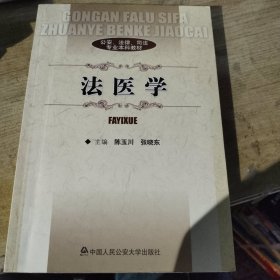 GONGAN FALU SIFA
ZHUANYE BENKE JIAOCAI
公安、法律、司法
专业本科教材
法医学
FAYIXUE
◆主编 陈玉川 张晓东
中国人民公安大学出版社